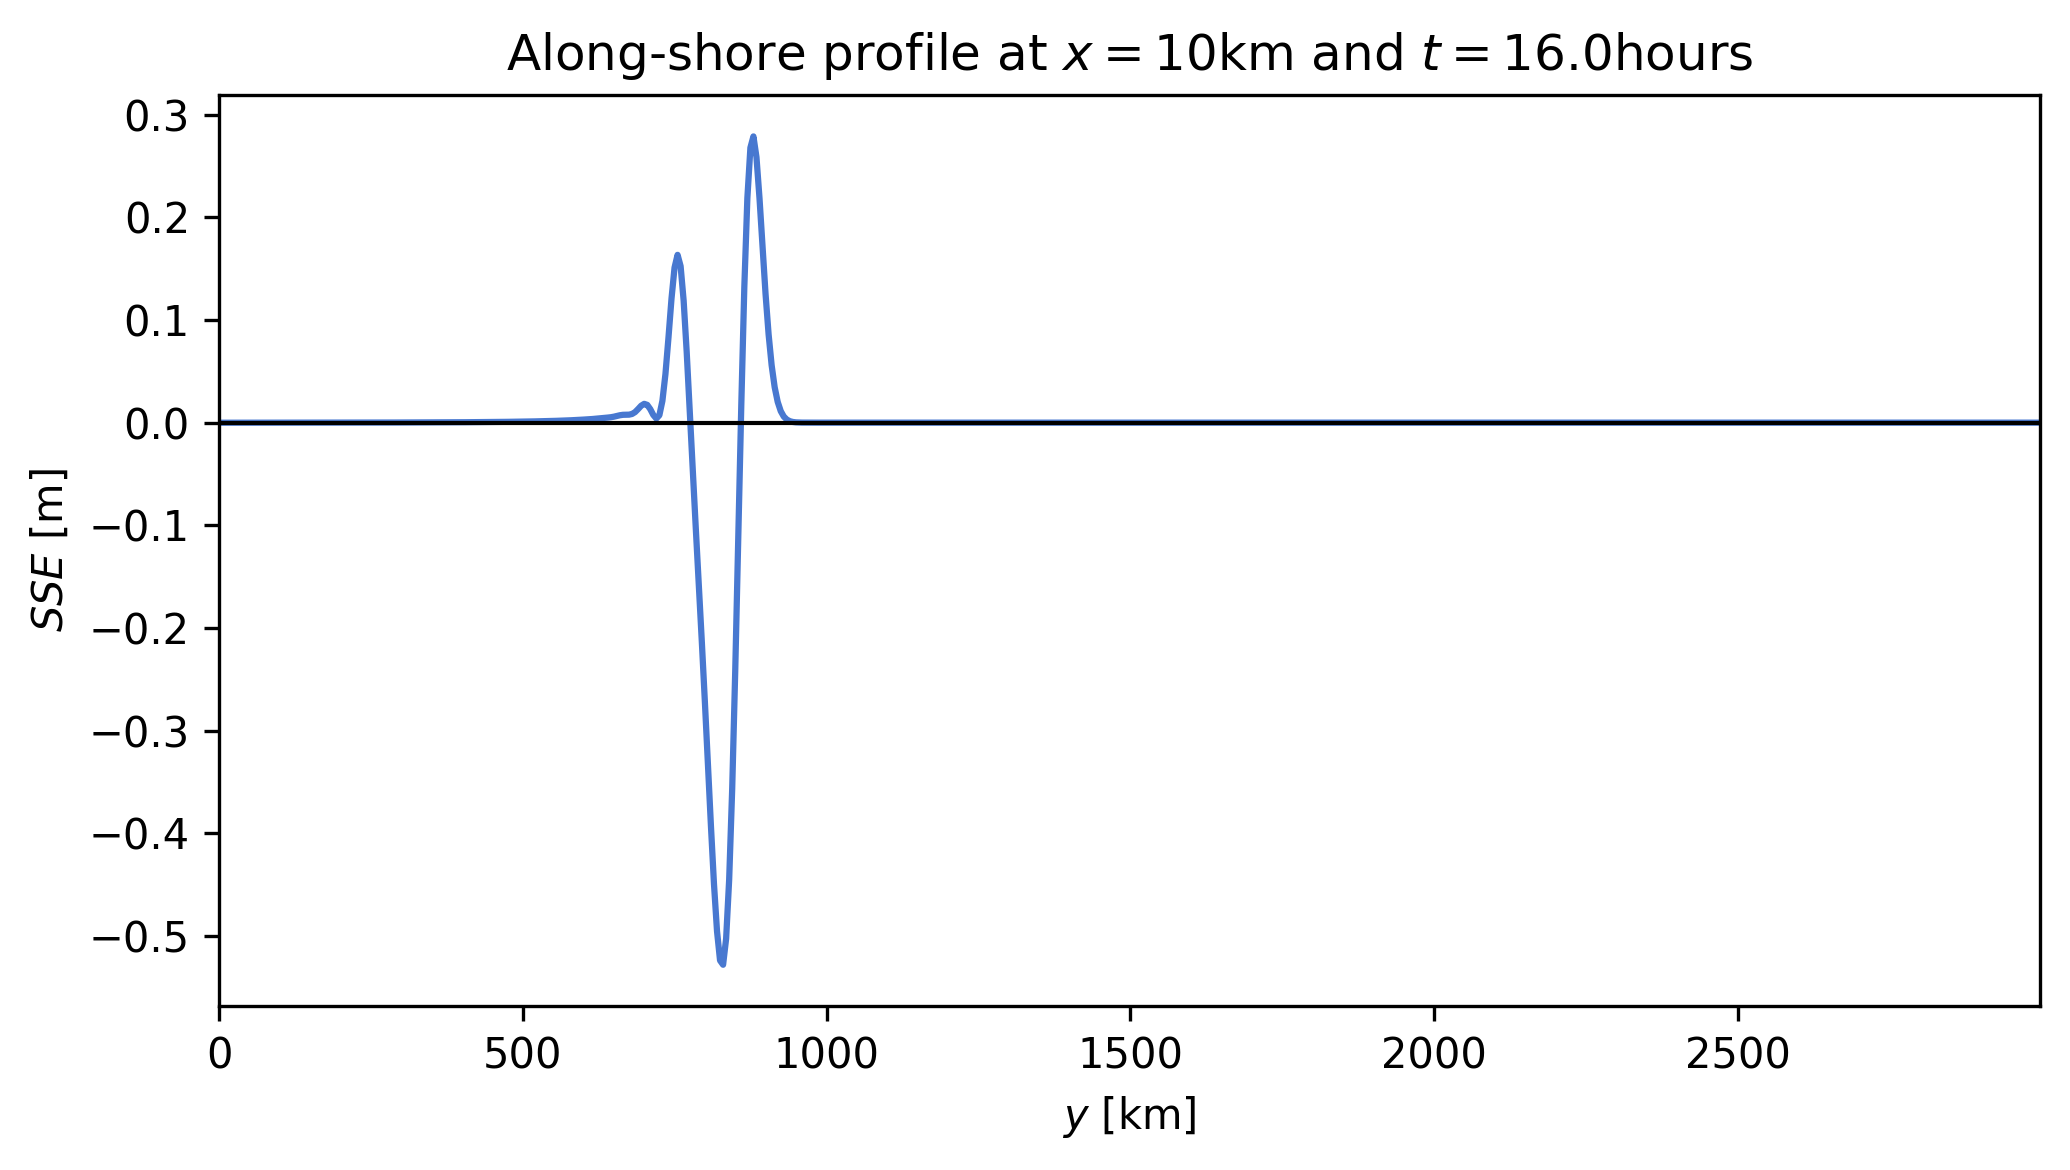 Along-shore profile at x = 10km and t = 16.0hours
0.3
0.2
0.1
0.0
−0.1
−0.2
−0.3
−0.4
−0.5
SSE [m]
0 500 1000 1500 2000 2500
y [km]